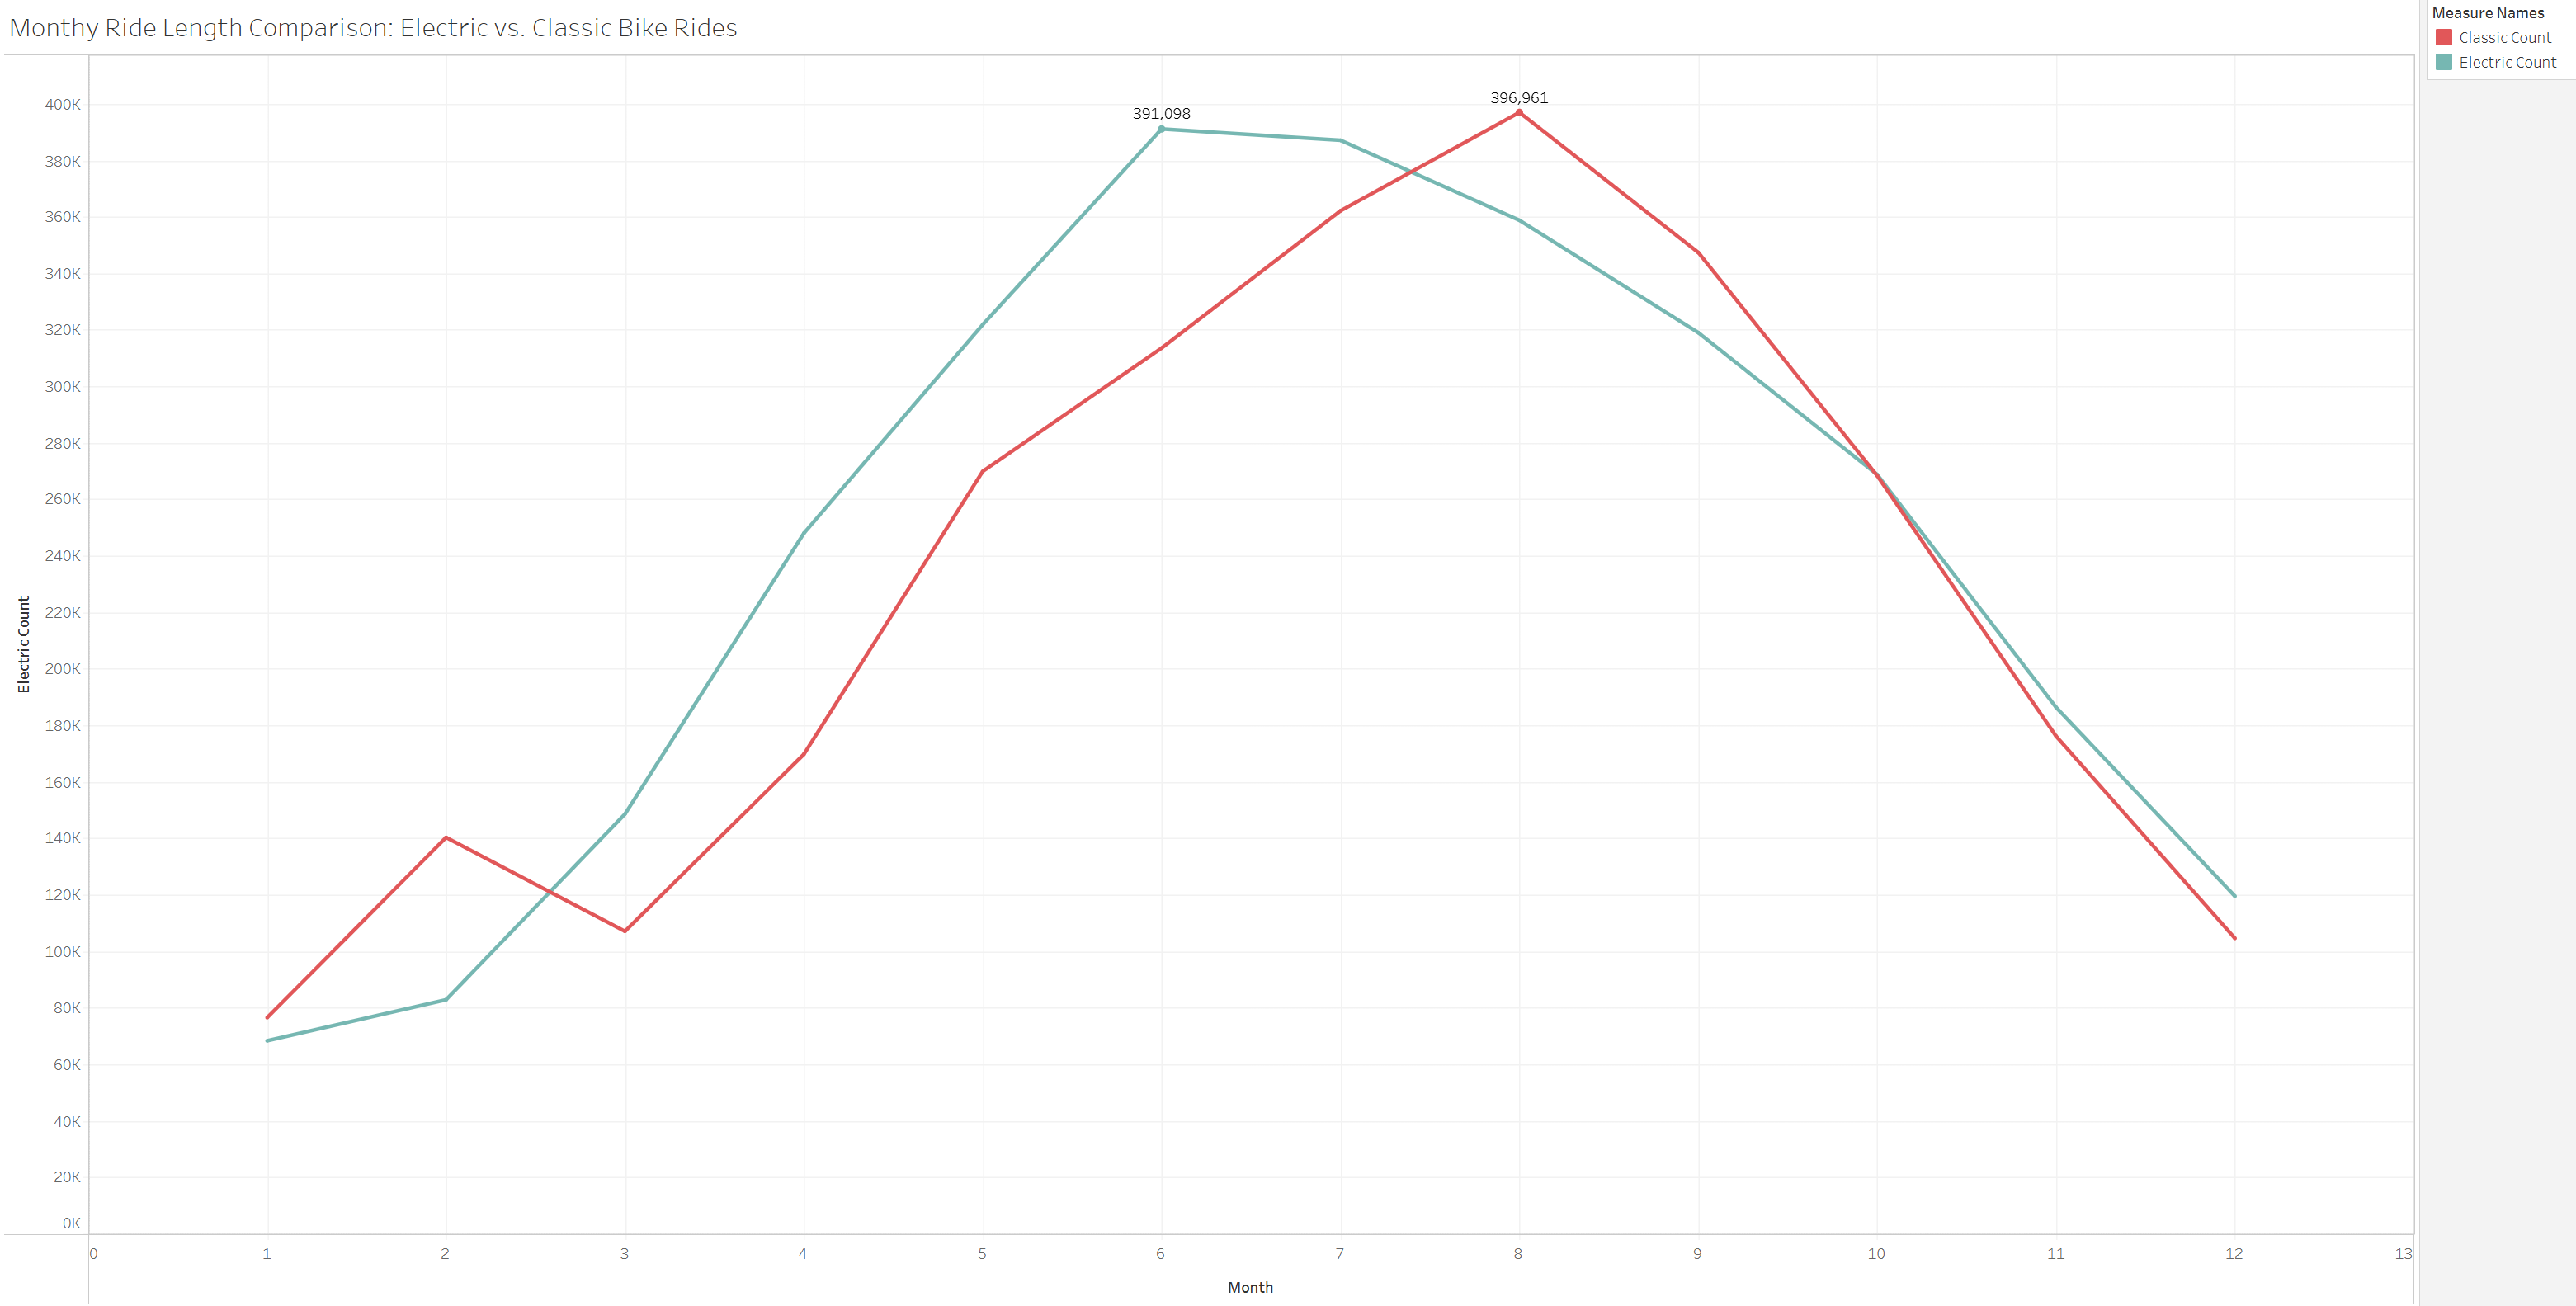 Monthy Ride Length Comparison: Electric vs. Classic Bike Rides
Measure Names
Classic Count
Electric Count
Electric Count
400K
380K
360K
340K
320K
300K
280K
260K
240K
220K
200K
180K
160K
140K
120K
100K
80K
60K
40K
20K
0K
391,098
396,961
0 1 2 3 4 5 6 7 8 9 10 11 12 13
Month